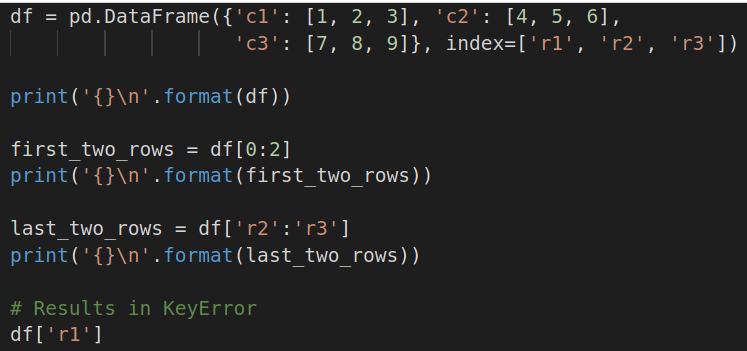 df = pd.DataFrame({'c1': [1, 2, 3], 'c2': [4, 5, 6],
                   'c3': [7, 8, 9]}, index=['r1', 'r2', 'r3'])

print('{}\n'.format(df))

first_two_rows = df[0:2]
print('{}\n'.format(first_two_rows))

last_two_rows = df['r2':'r3']
print('{}\n'.format(last_two_rows))

# Results in KeyError
df['r1']